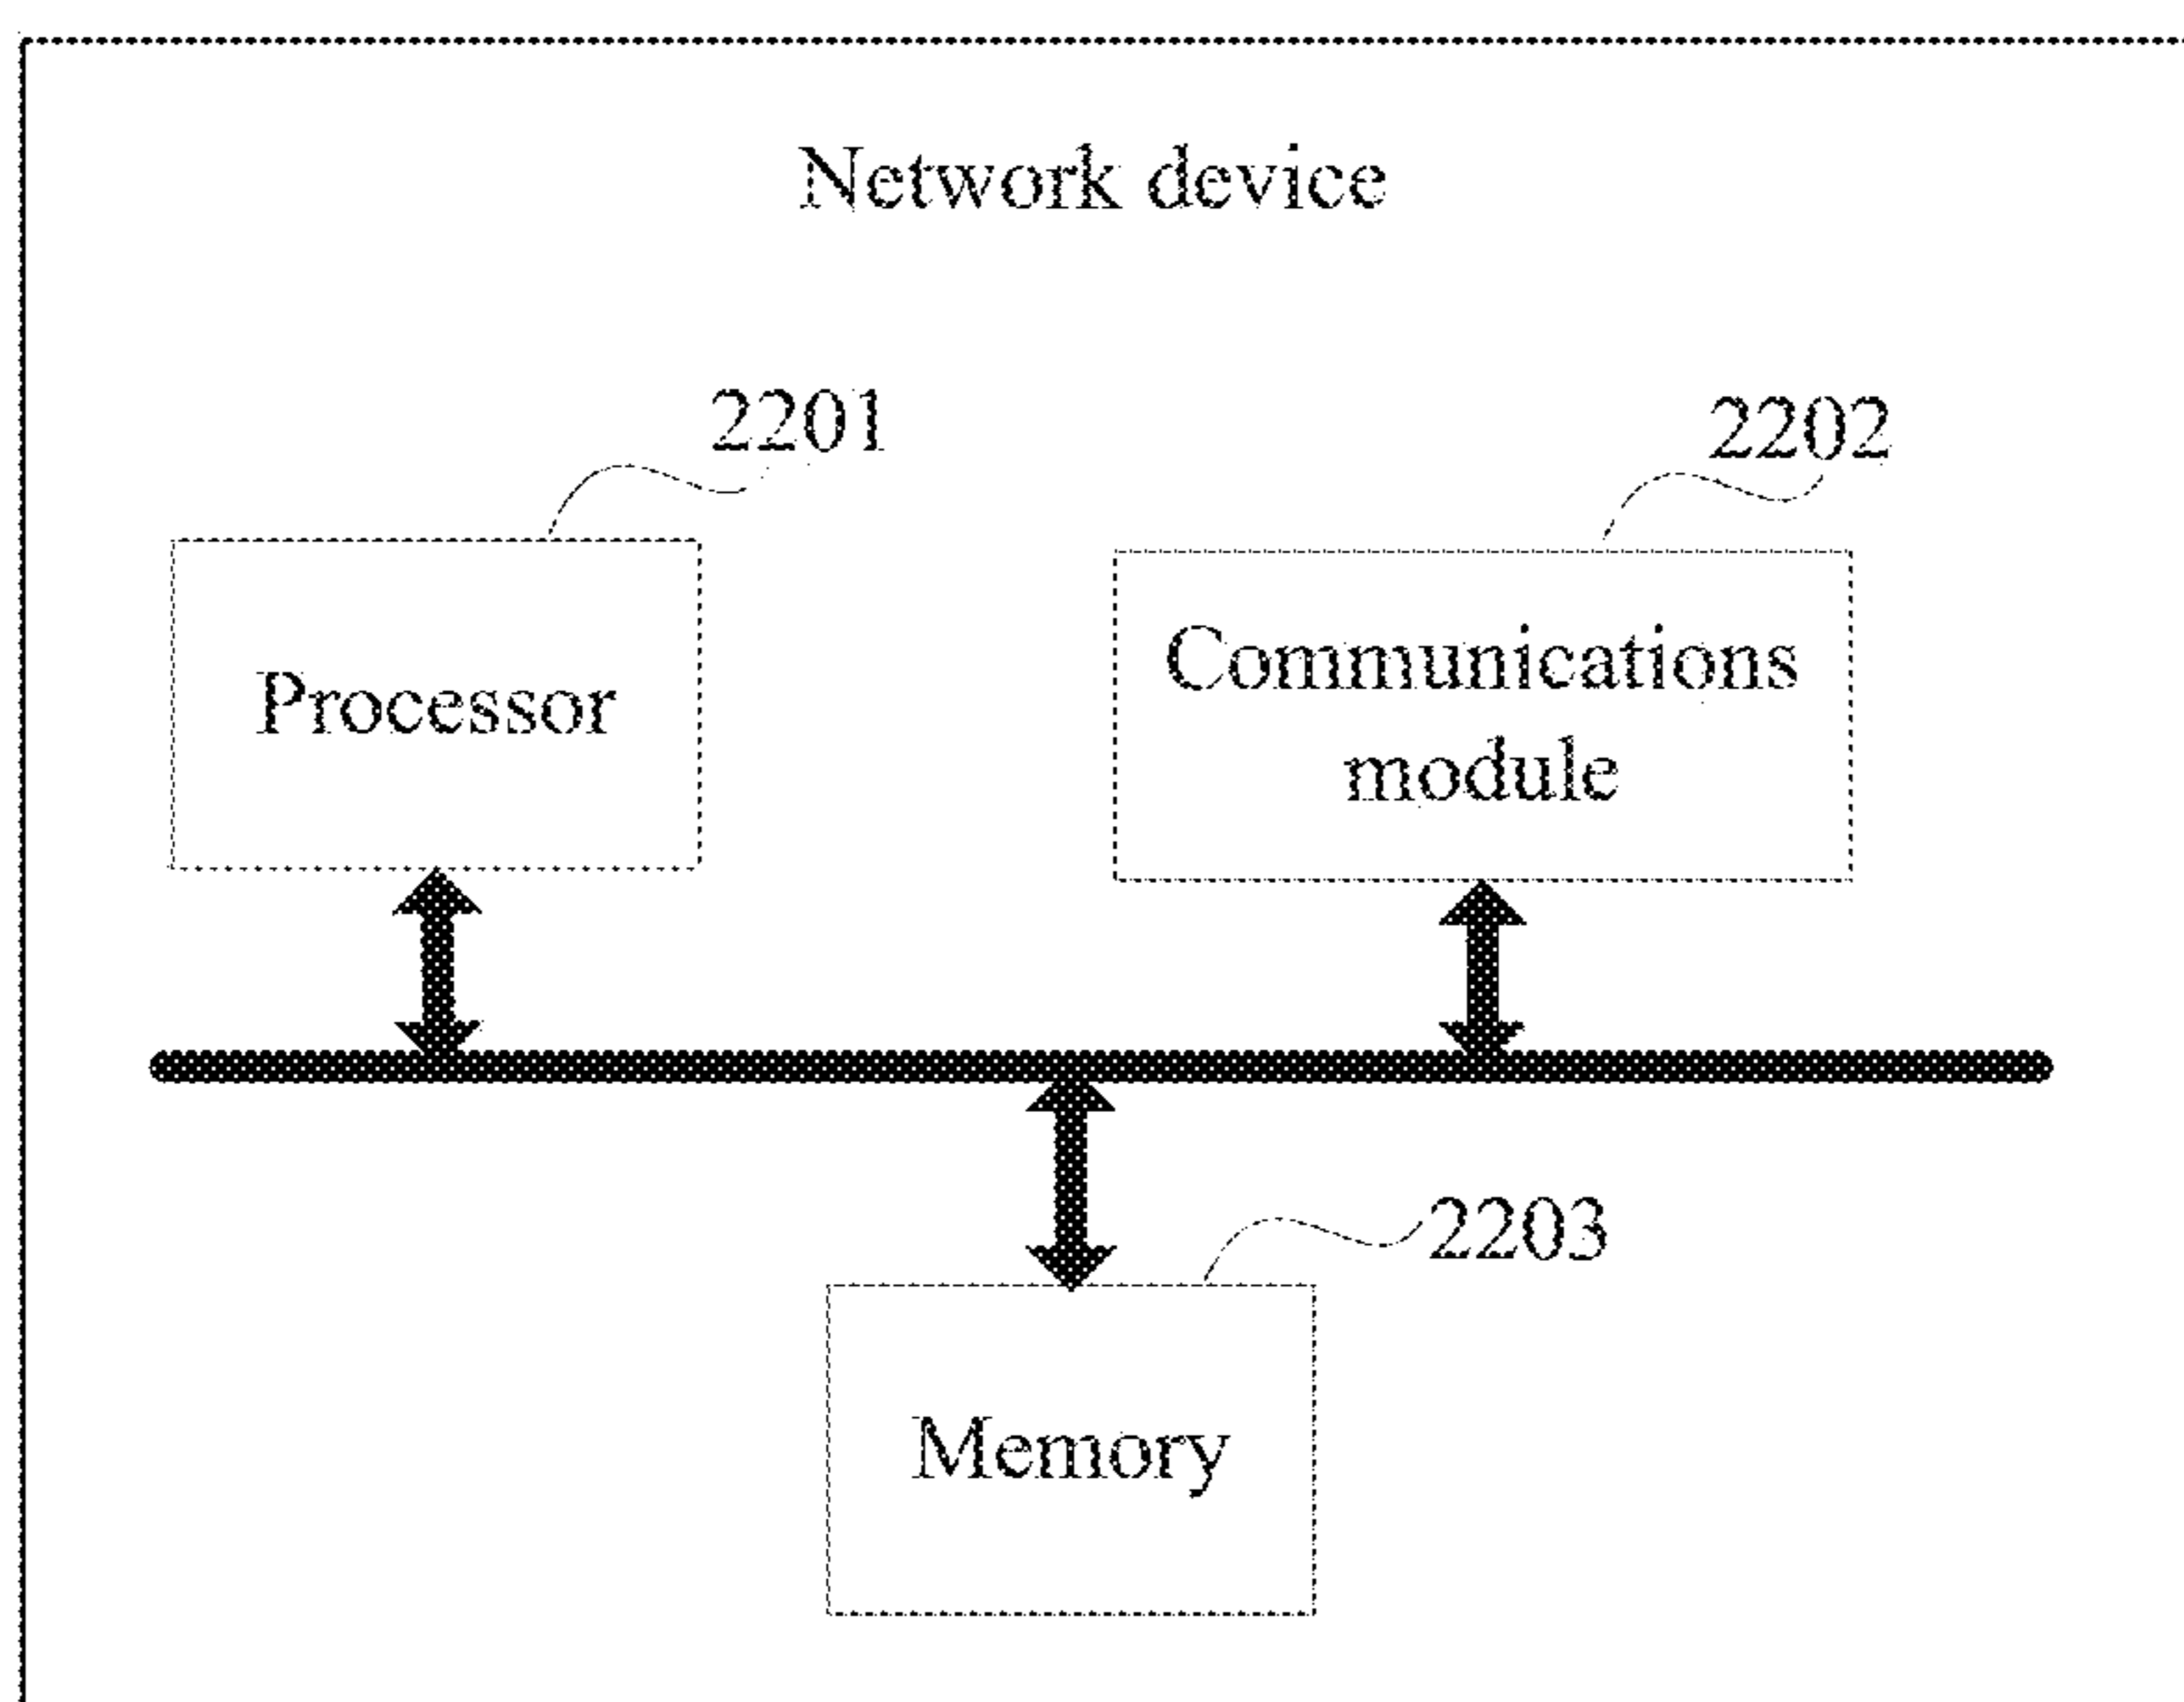 Network device
2201
2202
Processor
Communications
module
2203
Memory